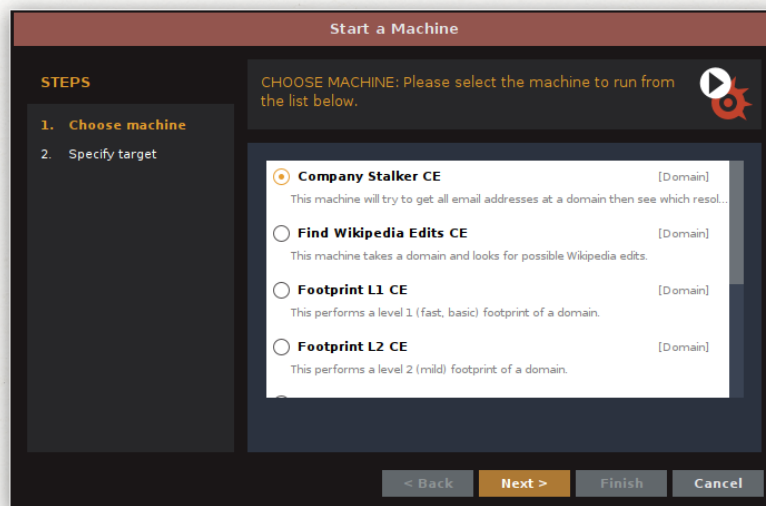 Start a Machine
STEPS
1. Choose machine
2. Specify target
CHOOSE MACHINE: Please select the machine to run from
the list below.
Company Stalker CE [Domain]
This machine will try to get all email addresses at a domain then see which resol...
Find Wikipedia Edits CE [Domain]
This machine takes a domain and looks for possible Wikipedia edits.
Footprint L1 CE [Domain]
This performs a level 1 (fast, basic) footprint of a domain.
Footprint L2 CE [Domain]
This performs a level 2 (mild) footprint of a domain.
< Back Next > Finish Cancel